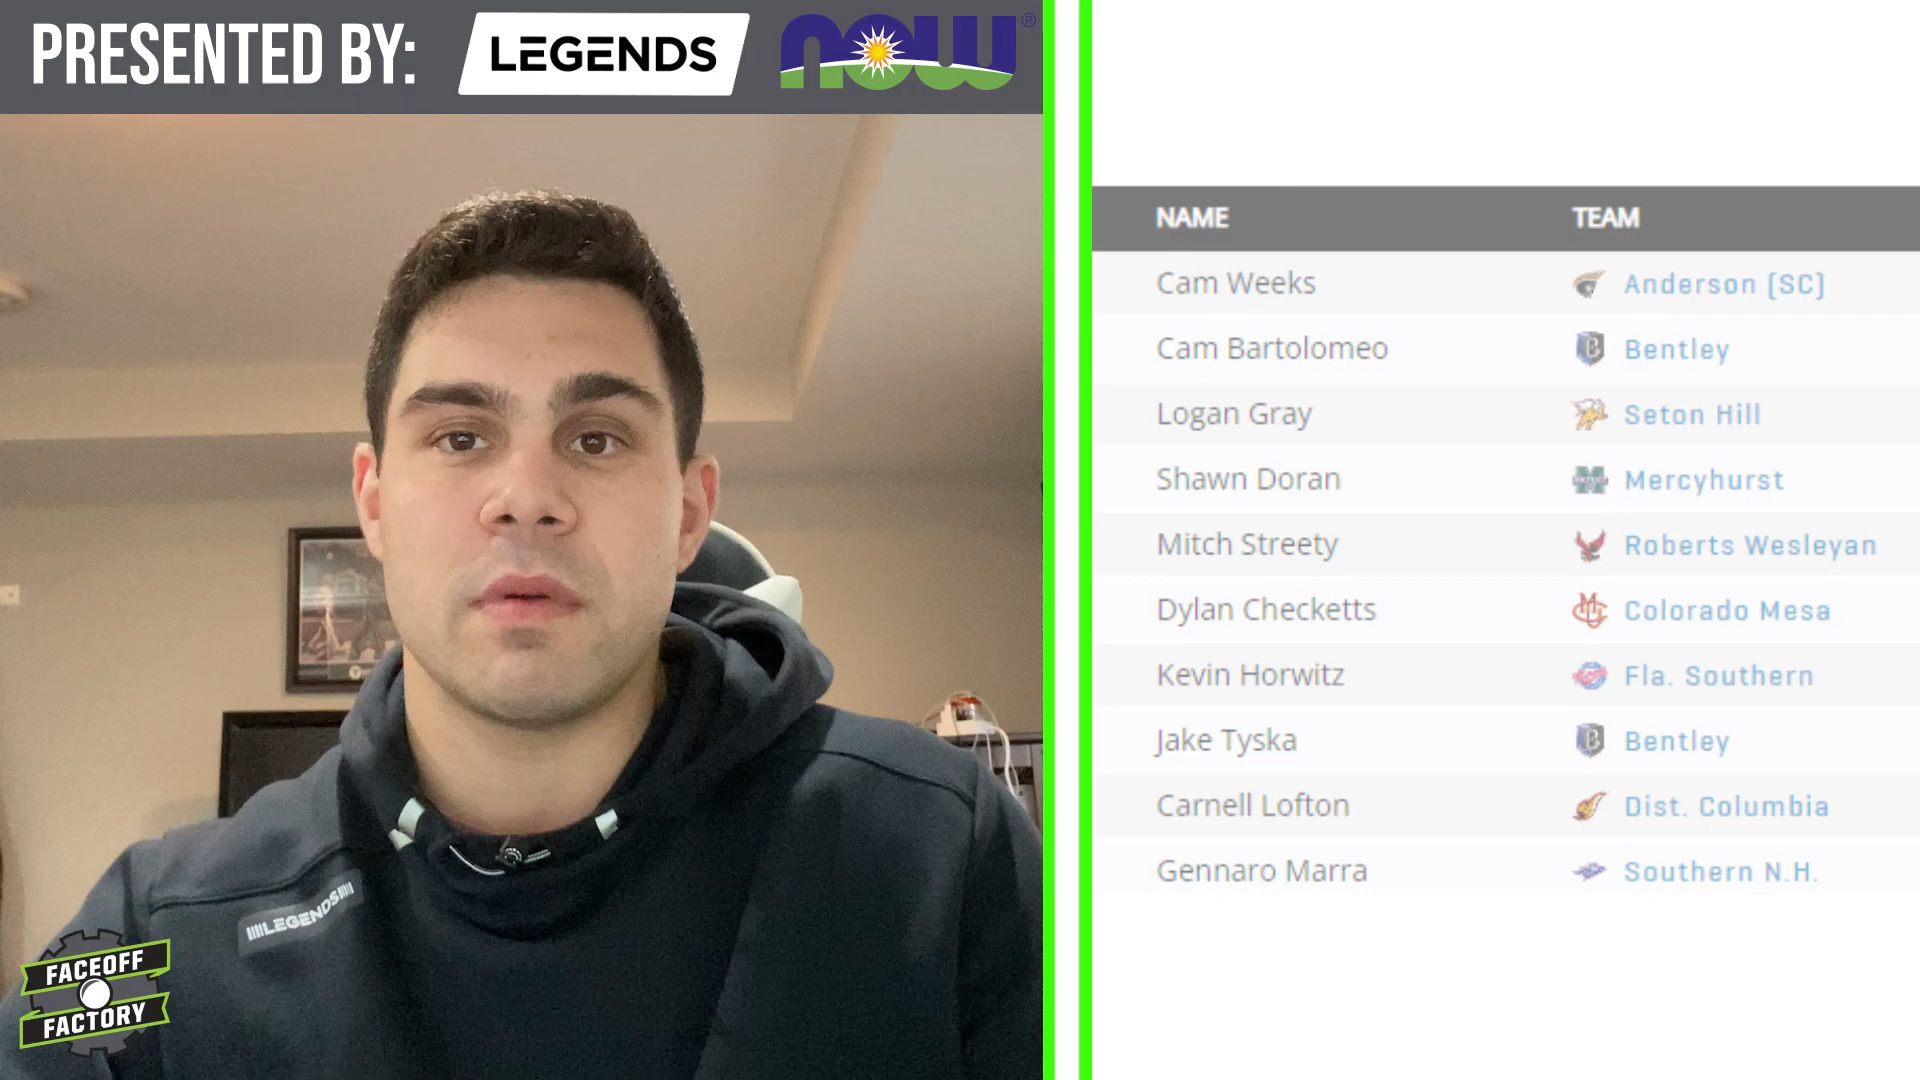 PRESENTED BY: LEGENDS now®
NAME TEAM
Cam Weeks Anderson (SC)
Cam Bartolomeo Bentley
Logan Gray Seton Hill
Shawn Doran Mercyhurst
Mitch Streety Roberts Wesleyan
Dylan Checketts Colorado Mesa
Kevin Horwitz Fla. Southern
Jake Tyska Bentley
Carnell Lofton Dist. Columbia
Gennaro Marra Southern N.H.
LEGENDS
FACEOFF
FACTORY